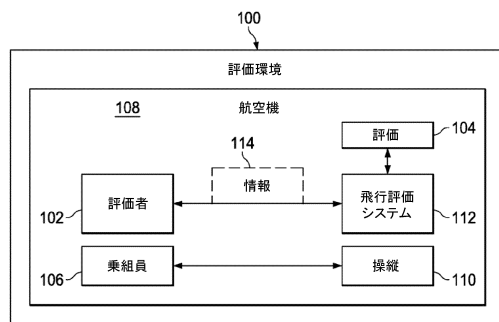 100
評価環境
108
航空機
114
評価
104
情報
102
評価者
飛行評価
システム
112
106
乗組員
操縦
110